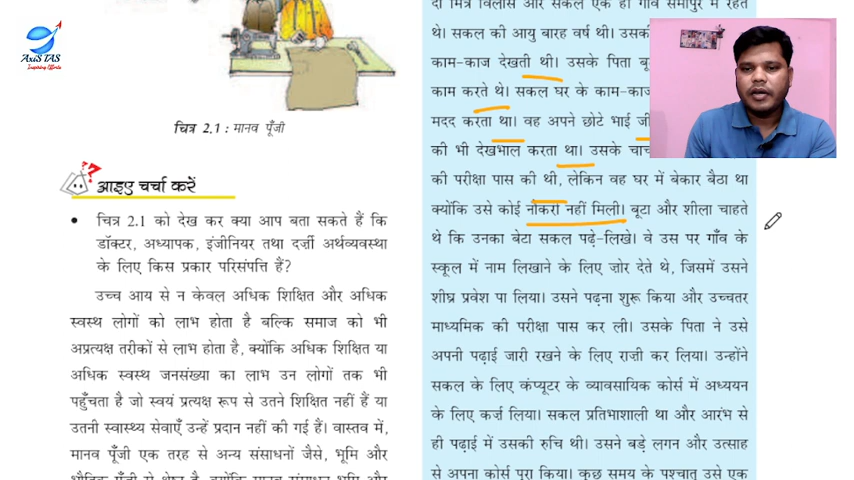 AxiS TAS
Inspiring Efforts
चित्र 2.1 : मानव पूँजी
आइए चर्चा करें
• चित्र 2.1 को देख कर क्या आप बता सकते हैं कि
डॉक्टर, अध्यापक, इंजीनियर तथा दर्ज़ी अर्थव्यवस्था
के लिए किस प्रकार परिसंपत्ति हैं?
उच्च आय से न केवल अधिक शिक्षित और अधिक
स्वस्थ लोगों को लाभ होता है बल्कि समाज को भी
अप्रत्यक्ष तरीकों से लाभ होता है, क्योंकि अधिक शिक्षित या
अधिक स्वस्थ जनसंख्या का लाभ उन लोगों तक भी
पहुँचता है जो स्वयं प्रत्यक्ष रूप से उतने शिक्षित नहीं हैं या
उतनी स्वास्थ्य सेवाएँ उन्हें प्रदान नहीं की गई हैं। वास्तव में,
मानव पूँजी एक तरह से अन्य संसाधनों जैसे, भूमि और
भौतिक पूँजी से श्रेष्ठ है, क्योंकि मानव संसाधन भूमि और
दो मित्र विलास और सकल एक ही गाँव समापुर में रहते
थे। सकल की आयु बारह वर्ष थी। उसकी
काम-काज देखती थी। उसके पिता
काम करते थे। सकल घर के काम-काज
मदद करता था। वह अपने छोटे भाई
की भी देखभाल करता था। उसके
की परीक्षा पास की थी, लेकिन वह घर में बेकार बैठा था
क्योंकि उसे कोई नौकरी नहीं मिली। बूटा और शीला चाहते
थे कि उनका बेटा सकल पढ़े-लिखे। वे उस पर गाँव के
स्कूल में नाम लिखाने के लिए ज़ोर देते थे, जिसमें उसने
शीघ्र प्रवेश पा लिया। उसने पढ़ना शुरू किया और उच्चतर
माध्यमिक की परीक्षा पास कर ली। उसके पिता ने उसे
अपनी पढ़ाई जारी रखने के लिए राज़ी कर लिया। उन्होंने
सकल के लिए कंप्यूटर के व्यावसायिक कोर्स में अध्ययन
के लिए कर्ज़ लिया। सकल प्रतिभाशाली था और आरंभ से
ही पढ़ाई में उसकी रुचि थी। उसने बड़े लगन और उत्साह
से अपना कोर्स पूरा किया। कुछ समय के पश्चात् उसे एक